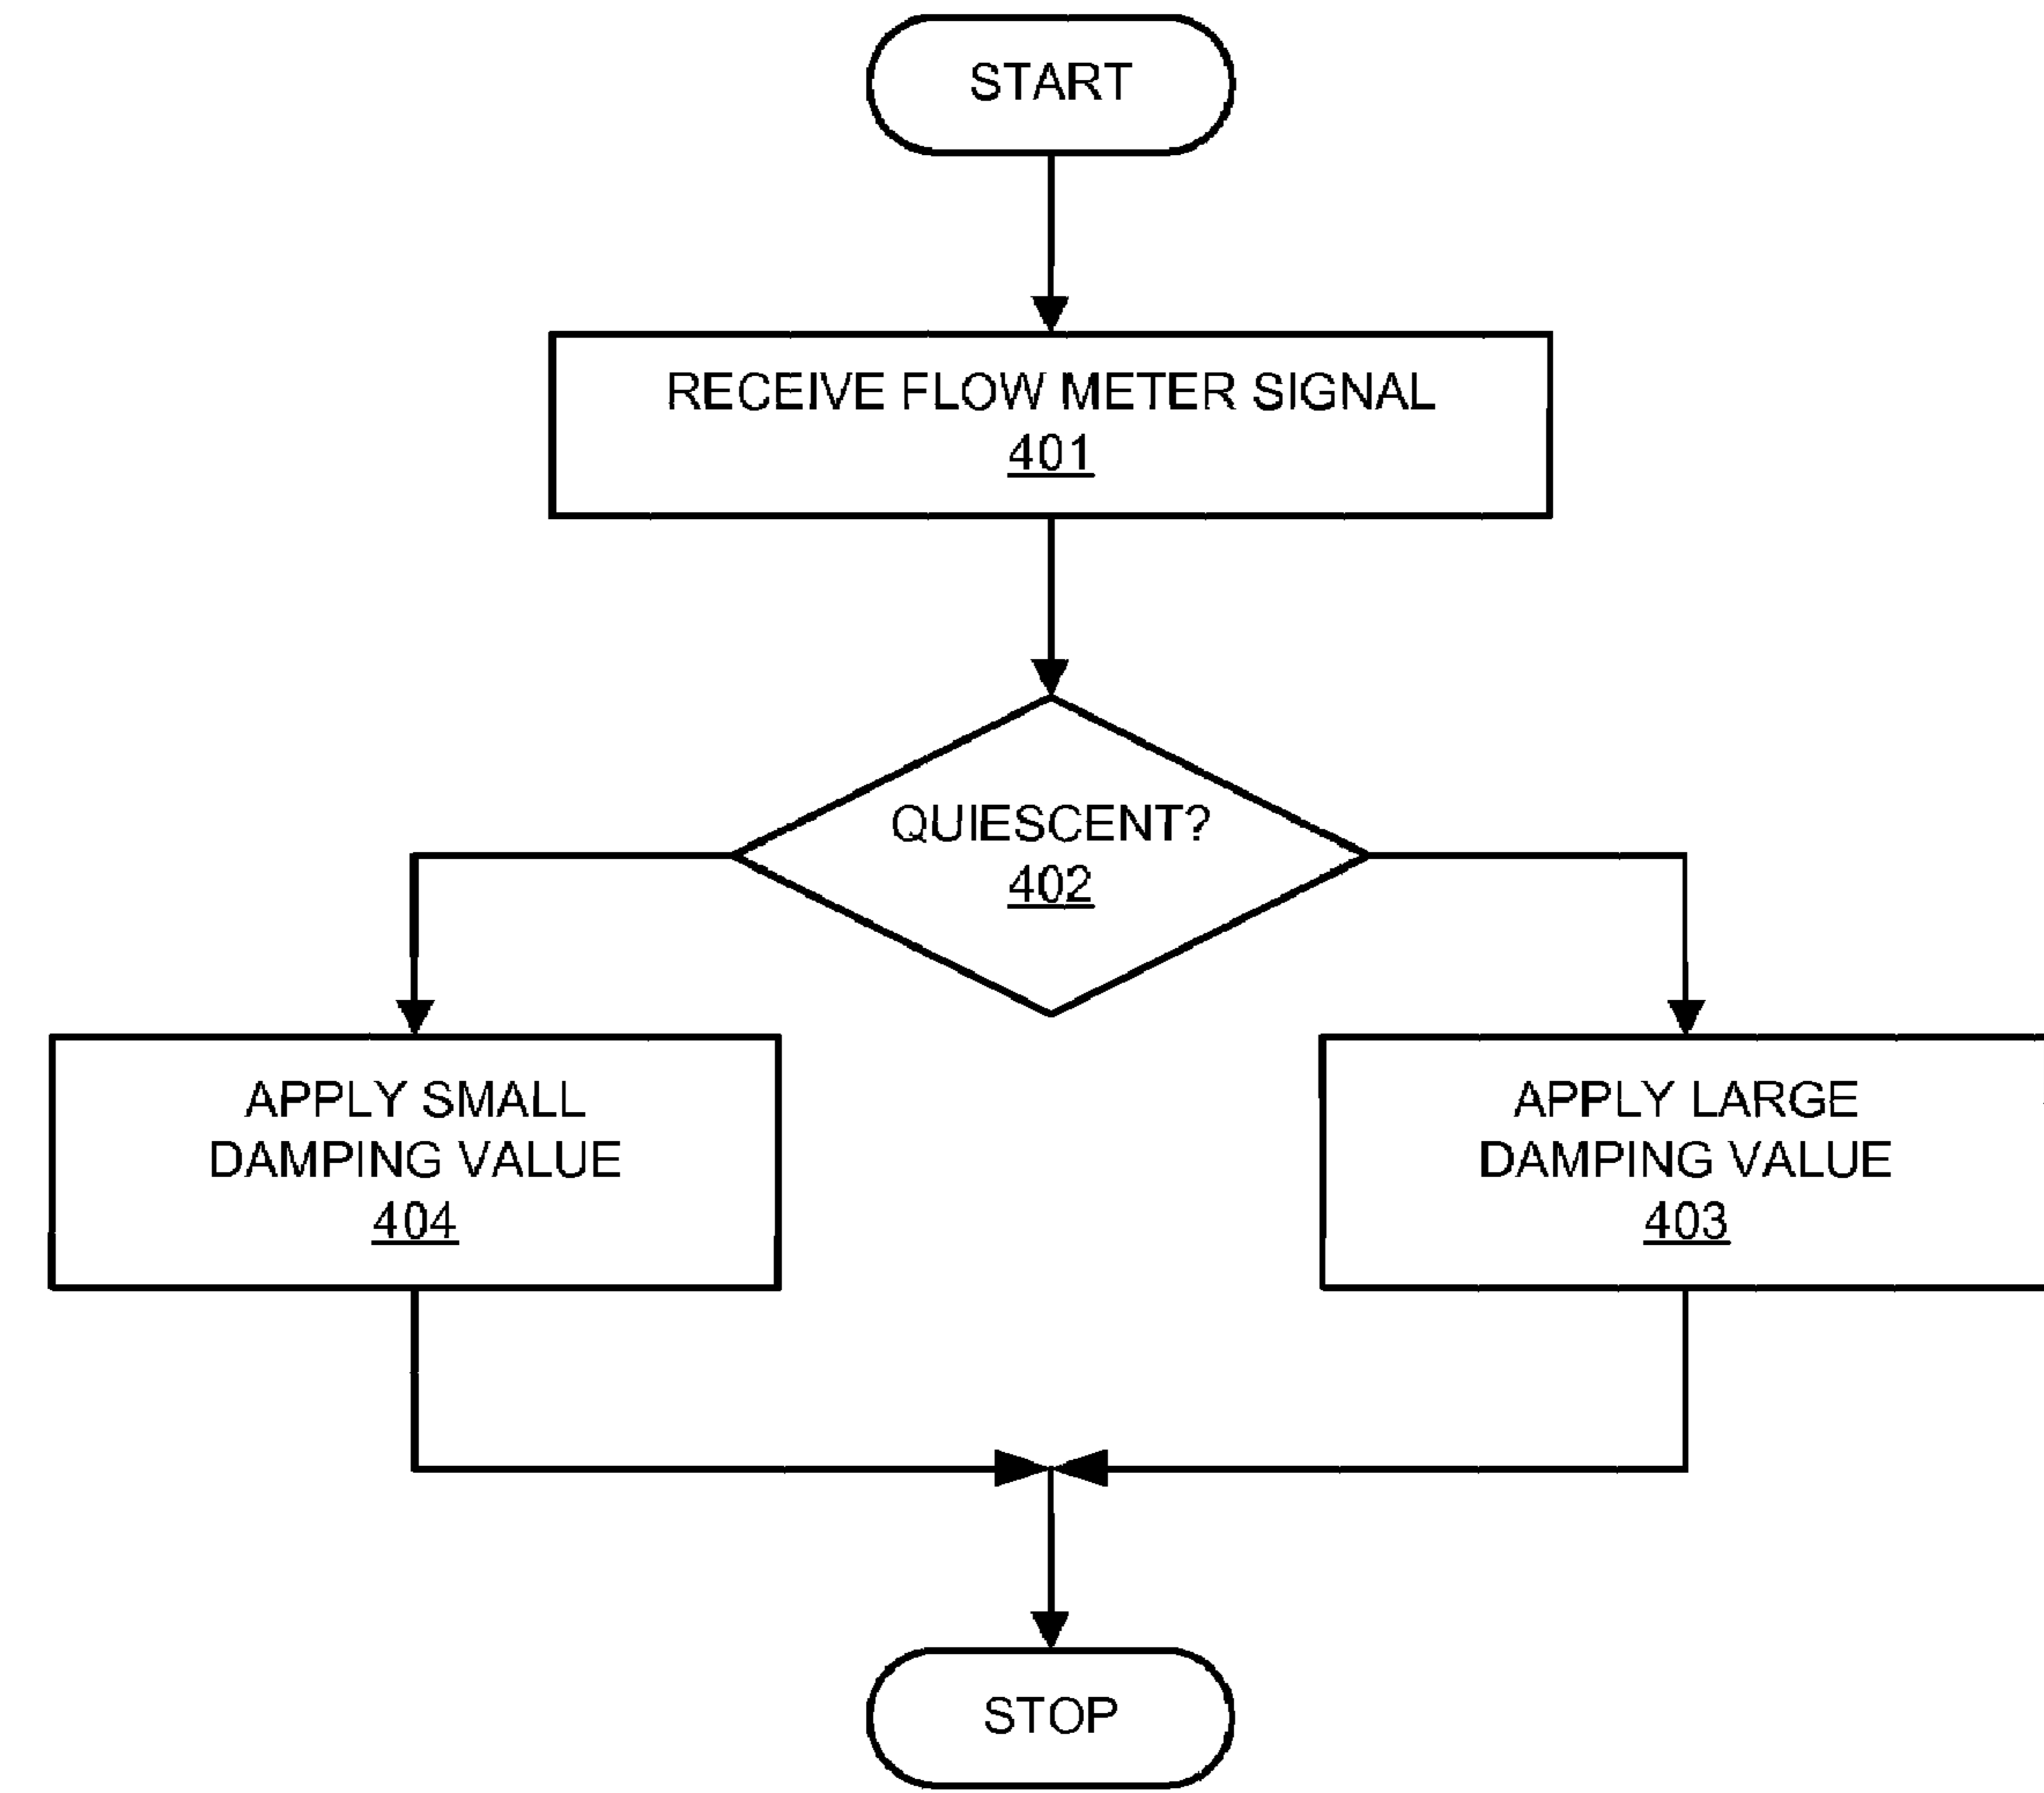 START
RECEIVE FLOW METER SIGNAL
401
QUIESCENT?
402
APPLY SMALL
DAMPING VALUE
404
APPLY LARGE
DAMPING VALUE
403
STOP